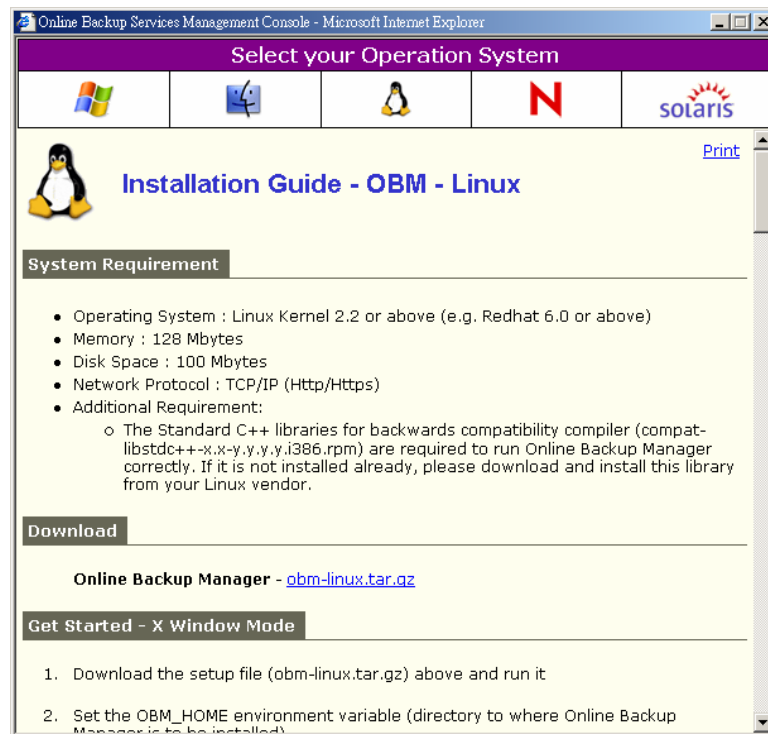 Online Backup Services Management Console - Microsoft Internet Explorer
Select your Operation System
N
solaris
Print
Installation Guide - OBM - Linux
System Requirement
Operating System : Linux Kernel 2.2 or above (e.g. Redhat 6.0 or above)
Memory : 128 Mbytes
Disk Space : 100 Mbytes
Network Protocol : TCP/IP (Http/Https)
Additional Requirement:
The Standard C++ libraries for backwards compatibility compiler (compat-
libstdc++-x.x-y.y.y.y.i386.rpm) are required to run Online Backup Manager
correctly. If it is not installed already, please download and install this library
from your Linux vendor.
Download
Online Backup Manager - obm-linux.tar.gz
Get Started - X Window Mode
1. Download the setup file (obm-linux.tar.gz) above and run it
2. Set the OBM_HOME environment variable (directory to where Online Backup
Manager is to be installed)